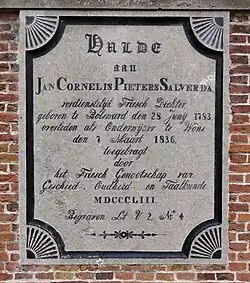 Hulde
aan
Jan Cornelis Pieters Salverda
verdienstelijk Friesch Dichter,
geboren te Bolsward den 28 junij 1783,
overleden als Onderwijzer te Wons
den 7 Maart 1836,
toegebragt
door
het Friesch Genootschap van
Geschied-, Oudheid- en Taalkunde
MDCCCLIII.
Begraven Lt V 2, No 4